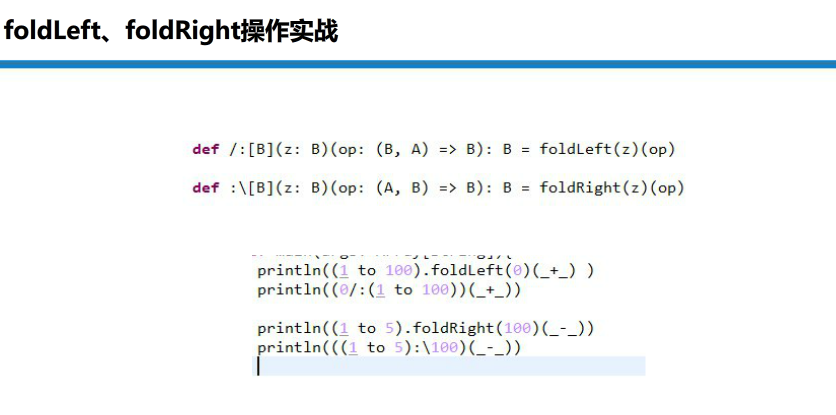 foldLeft、foldRight操作实战
def /:[B](z: B)(op: (B, A) => B): B = foldLeft(z)(op)
def :\[B](z: B)(op: (A, B) => B): B = foldRight(z)(op)
println((1 to 100).foldLeft(0)(_+_) )
println((0/:(1 to 100))(_+_))
println((1 to 5).foldRight(100)(_-_))
println(((1 to 5):\100)(_-_))